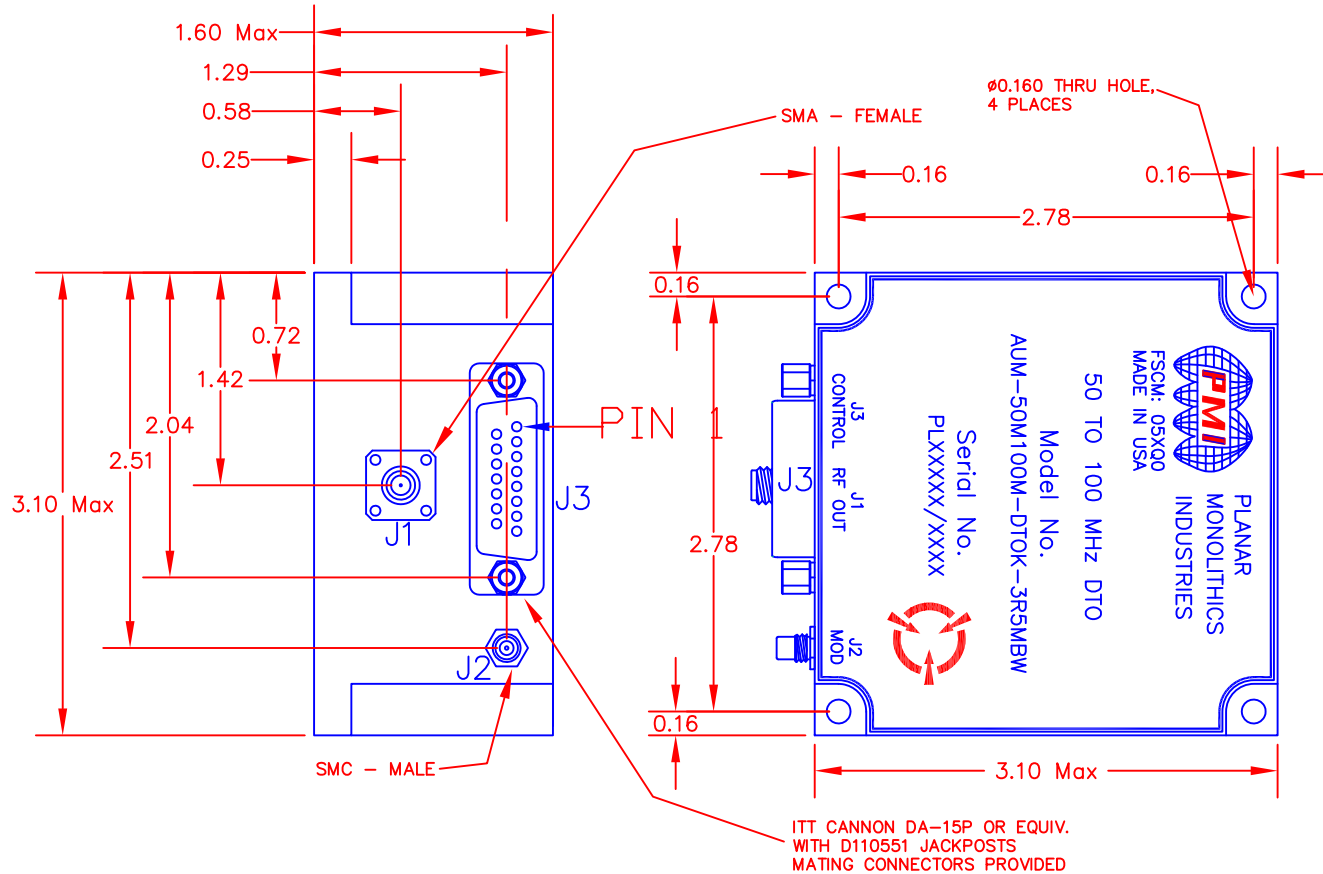 1.60 Max
1.29
0.58
0.25
SMA - FEMALE
ø0.160 THRU HOLE,
4 PLACES
0.16
0.16
2.78
0.16
0.72
1.42
2.04
2.51
3.10 Max
PIN 1
J3
J1
J2
2.78
0.16
SMC - MALE
3.10 Max
ITT CANNON DA-15P OR EQUIV.
WITH D110551 JACKPOSTS
MATING CONNECTORS PROVIDED
J3
PMI
FSCM: 05XQ0
MADE IN USA
PLANAR
MONOLITHICS
INDUSTRIES
50 TO 100 MHz DTO
Model No.
AUM-50M100M-DTOK-3R5MBW
Serial No.
PLXXXXX/XXXX
J3
CONTROL
J1
RF OUT
J2
MOD